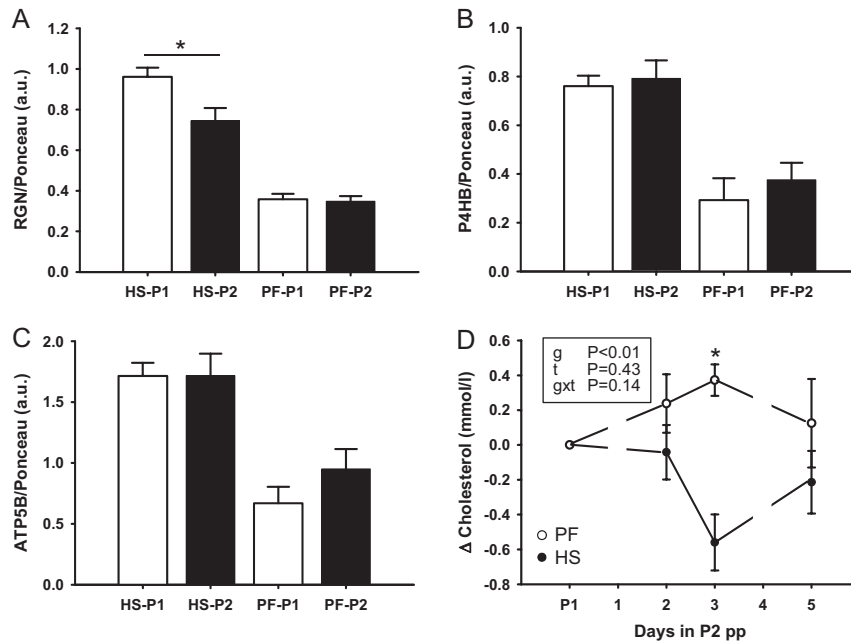 A
RGN/Ponceau (a.u.)
1.2
1.0
0.8
0.6
0.4
0.2
0.0
*
HS-P1 HS-P2 PF-P1 PF-P2
B
P4HB/Ponceau (a.u.)
1.0
0.8
0.6
0.4
0.2
0.0
HS-P1 HS-P2 PF-P1 PF-P2
C
ATP5B/Ponceau (a.u.)
2.0
1.5
1.0
0.5
0.0
HS-P1 HS-P2 PF-P1 PF-P2
D
Δ Cholesterol (mmol/l)
0.6
0.4
0.2
0.0
-0.2
-0.4
-0.6
-0.8
g P<0.01
t P=0.43
gxt P=0.14
*
PF
HS
P1 1 2 3 4 5
Days in P2 pp